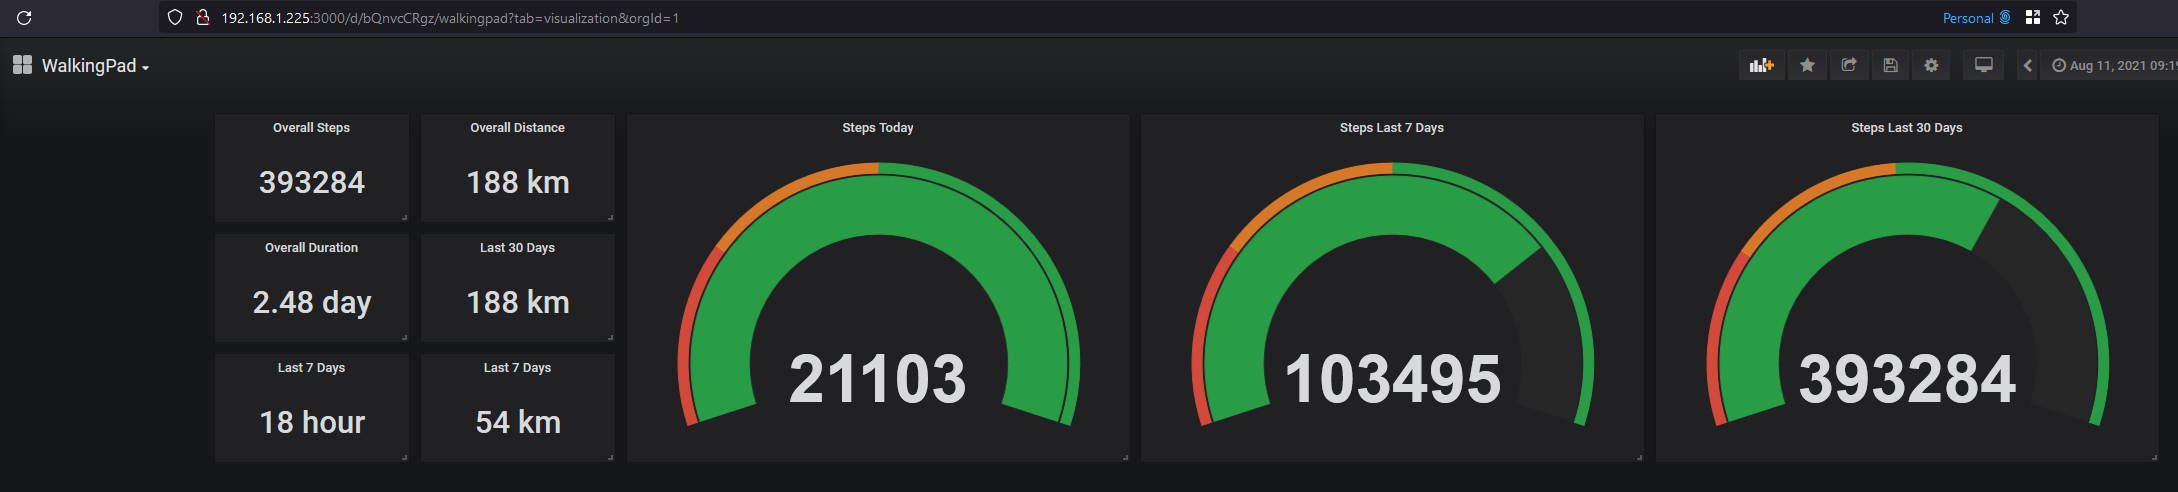 192.168.1.225:3000/d/bQnvcCRgz/walkingpad?tab=visualization&orgId=1
Personal
WalkingPad
Aug 11, 2021 09:19
Overall Steps
393284
Overall Distance
188 km
Overall Duration
2.48 day
Last 30 Days
188 km
Last 7 Days
18 hour
Last 7 Days
54 km
Steps Today
21103
Steps Last 7 Days
103495
Steps Last 30 Days
393284